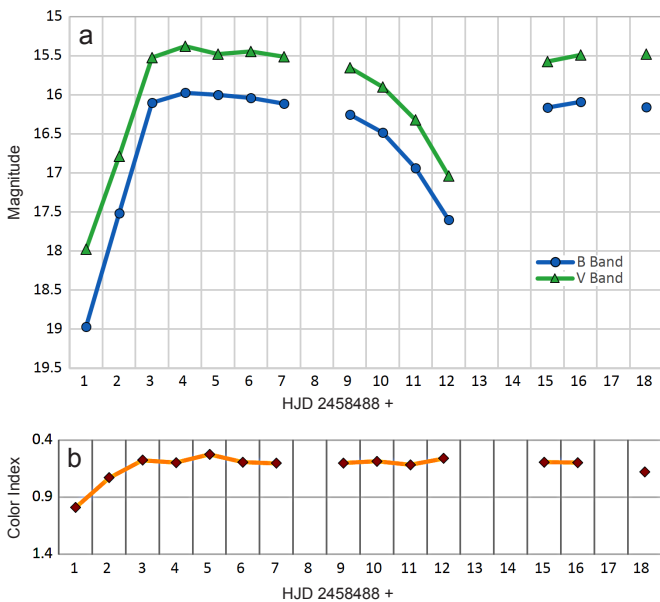 a
15
15.5
16
16.5
17
17.5
18
18.5
19
19.5
Magnitude
B Band
V Band
1 2 3 4 5 6 7 8 9 10 11 12 13 14 15 16 17 18
HJD 2458488 +
b
0.4
0.9
1.4
Color Index
1 2 3 4 5 6 7 8 9 10 11 12 13 14 15 16 17 18
HJD 2458488 +